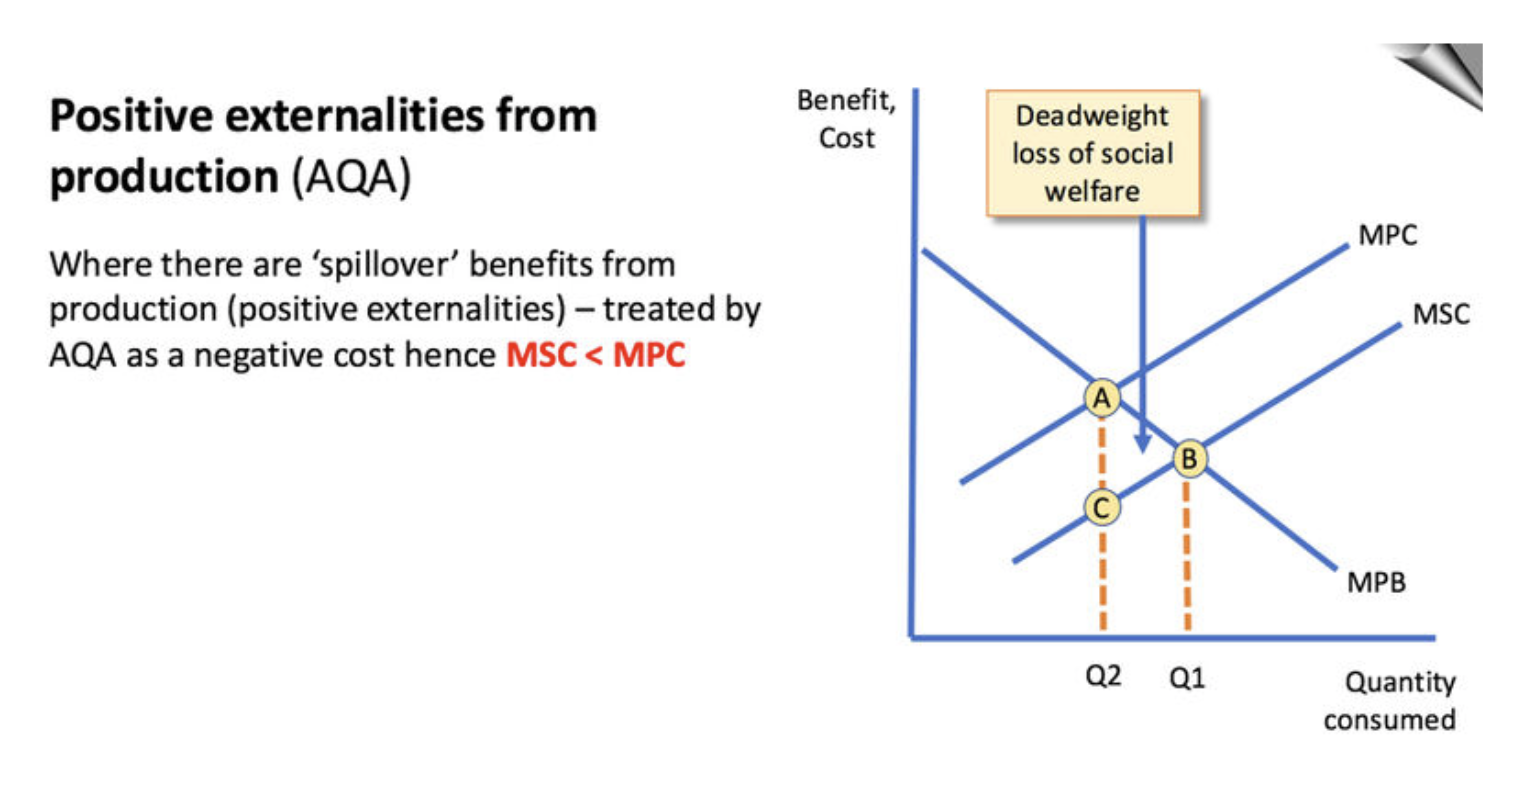 Positive externalities from
production (AQA)
Where there are ‘spillover’ benefits from
production (positive externalities) – treated by
AQA as a negative cost hence MSC < MPC
Benefit,
Cost
Deadweight
loss of social
welfare
MPC
MSC
A
B
C
MPB
Q2
Q1
Quantity
consumed